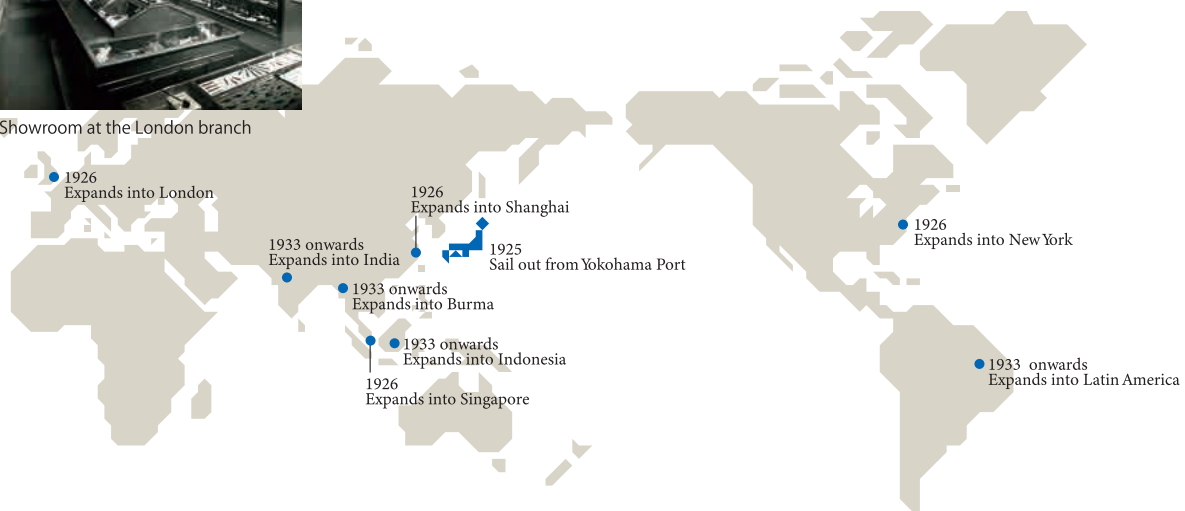 Showroom at the London branch
1926
Expands into London
1926
Expands into Shanghai
1933 onwards
Expands into India
1925
Sail out from Yokohama Port
1933 onwards
Expands into Burma
1933 onwards
Expands into Indonesia
1926
Expands into Singapore
1926
Expands into New York
1933 onwards
Expands into Latin America